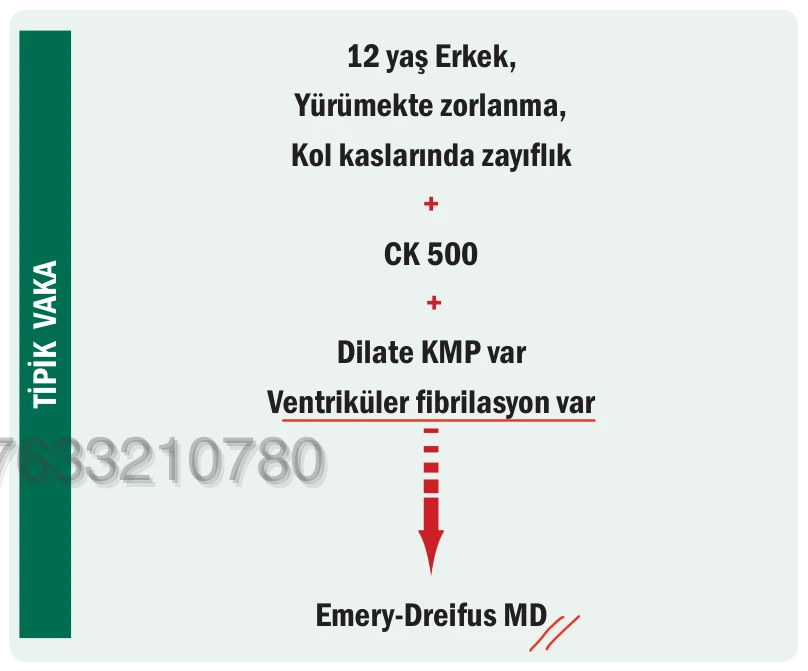 TİPİK VAKA
12 yaş Erkek,
Yürümekte zorlanma,
Kol kaslarında zayıflık
+
CK 500
+
Dilate KMP var
Ventriküler fibrilasyon var
7633210780
Emery-Dreifus MD